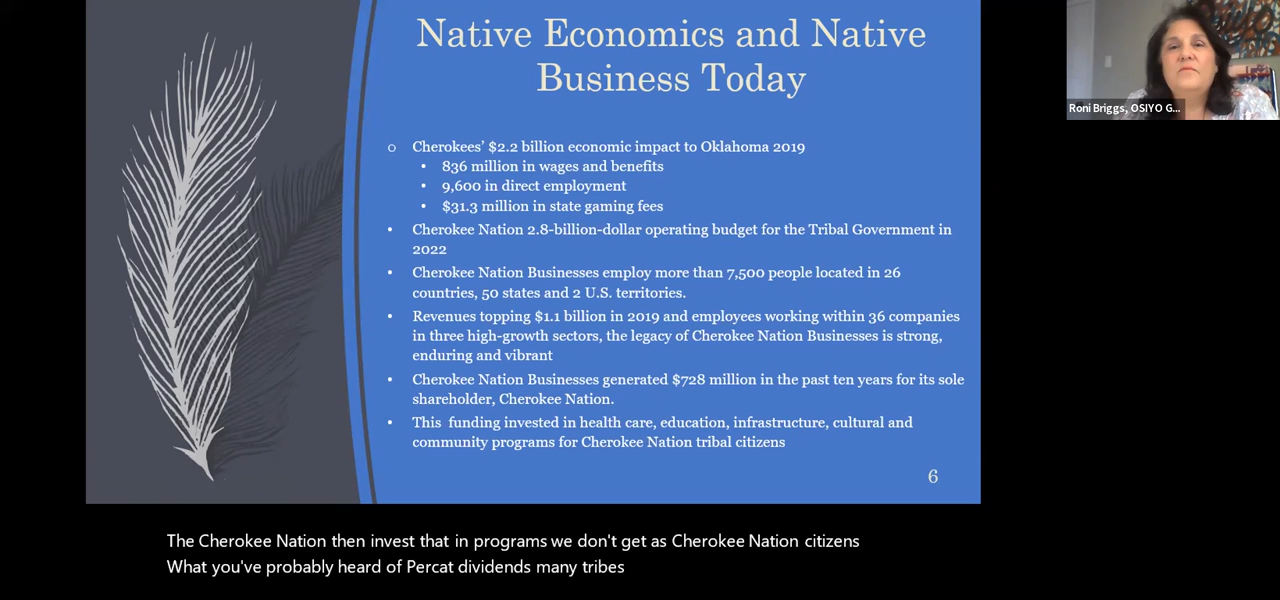 Native Economics and Native
Business Today
Cherokees' $2.2 billion economic impact to Oklahoma 2019
836 million in wages and benefits
9,600 in direct employment
$31.3 million in state gaming fees
Cherokee Nation 2.8-billion-dollar operating budget for the Tribal Government in
2022
Cherokee Nation Businesses employ more than 7,500 people located in 26
countries, 50 states and 2 U.S. territories.
Revenues topping $1.1 billion in 2019 and employees working within 36 companies
in three high-growth sectors, the legacy of Cherokee Nation Businesses is strong,
enduring and vibrant
Cherokee Nation Businesses generated $728 million in the past ten years for its sole
shareholder, Cherokee Nation.
This funding invested in health care, education, infrastructure, cultural and
community programs for Cherokee Nation tribal citizens
6
Roni Briggs, OSIYO G...
The Cherokee Nation then invest that in programs we don't get as Cherokee Nation citizens
What you've probably heard of Percat dividends many tribes